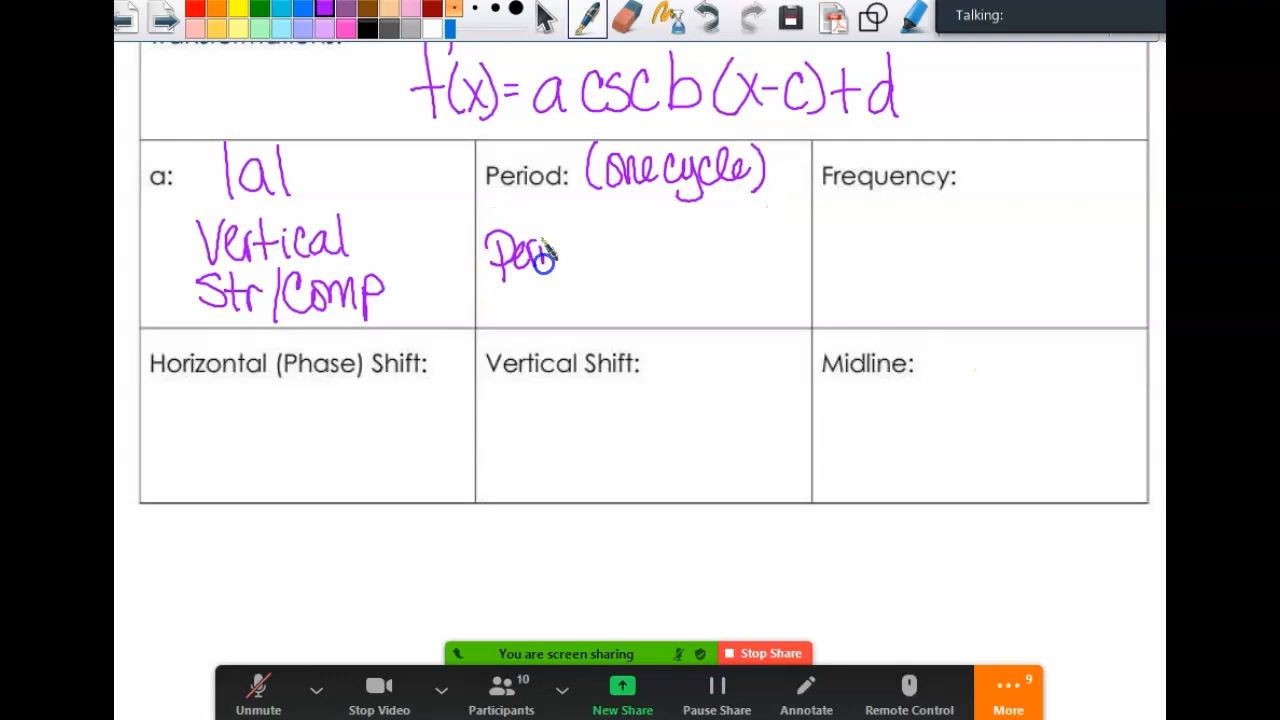 Talking:
f(x) = a csc b (x-c) + d
a: |a|
Vertical
Str/Comp
Period: (one cycle)
Peri
Frequency:
Horizontal (Phase) Shift:
Vertical Shift:
Midline:
You are screen sharing
Stop Share
10
9
Unmute
Stop Video
Participants
New Share
Pause Share
Annotate
Remote Control
More